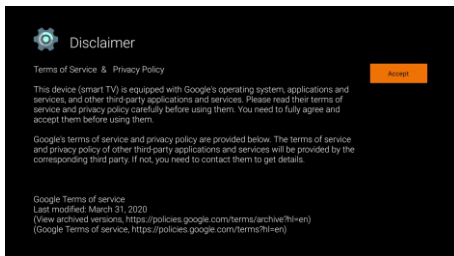 Disclaimer
Terms of Service & Privacy Policy
Accept
This device (smart TV) is equipped with Google's operating system, applications and
services, and other third-party applications and services. Please read their terms of
service and privacy policy carefully before using them. You need to fully agree and
accept them before using them.
Google's terms of service and privacy policy are provided below. The terms of service
and privacy policy of other third-party applications and services will be provided by the
corresponding third party. If not, you need to contact them to get details.
Google Terms of service
Last modified: March 31, 2020
(View archived versions, https://policies.google.com/terms/archive?hl=en)
(Google Terms of service, https://policies.google.com/terms?hl=en)